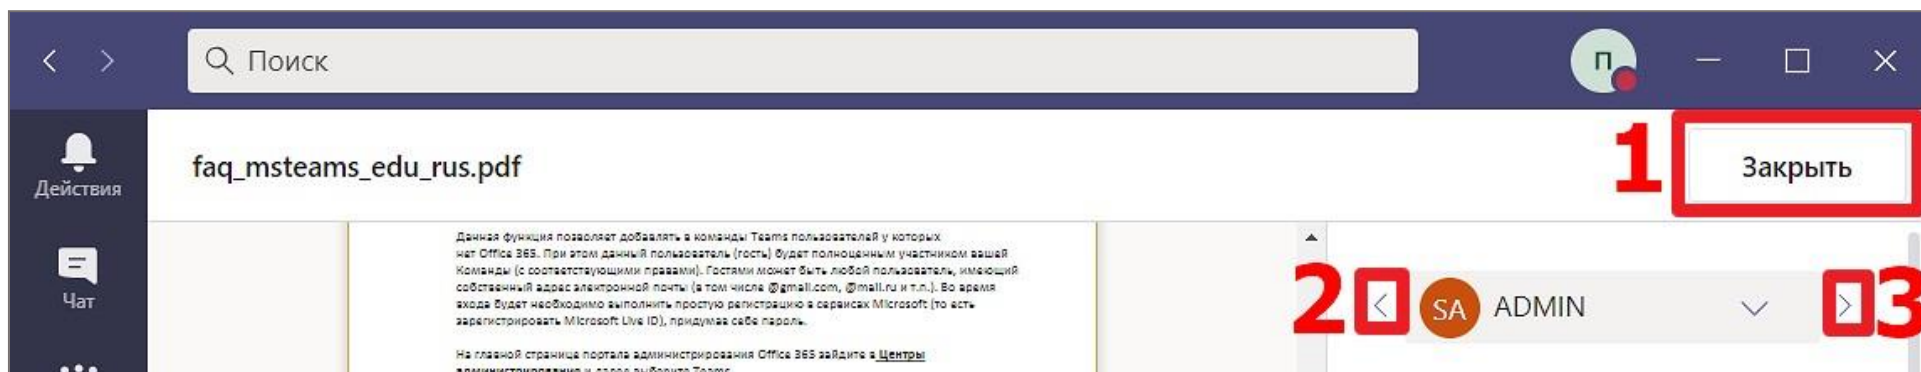 Поиск
П
Действия
faq_msteams_edu_rus.pdf
1
Закрыть
Чат
Данная функция позволяет добавлять в команды Teams пользователей у которых
нет Office 365. При этом данный пользователь (гость) будет полноценным участником вашей
Команды (с соответствующими правами). Гостями может быть любой пользователь, имеющий
собственный адрес электронной почты (в том числе @gmail.com, @mail.ru и т.п.). Во время
входа будет необходимо выполнить простую регистрацию в сервисах Microsoft (то есть
зарегистрировать Microsoft Live ID), придумав себе пароль.
На главной странице портала администрирования Office 365 зайдите в Центры
администрирования и далее выберите Teams
2
SA
ADMIN
3